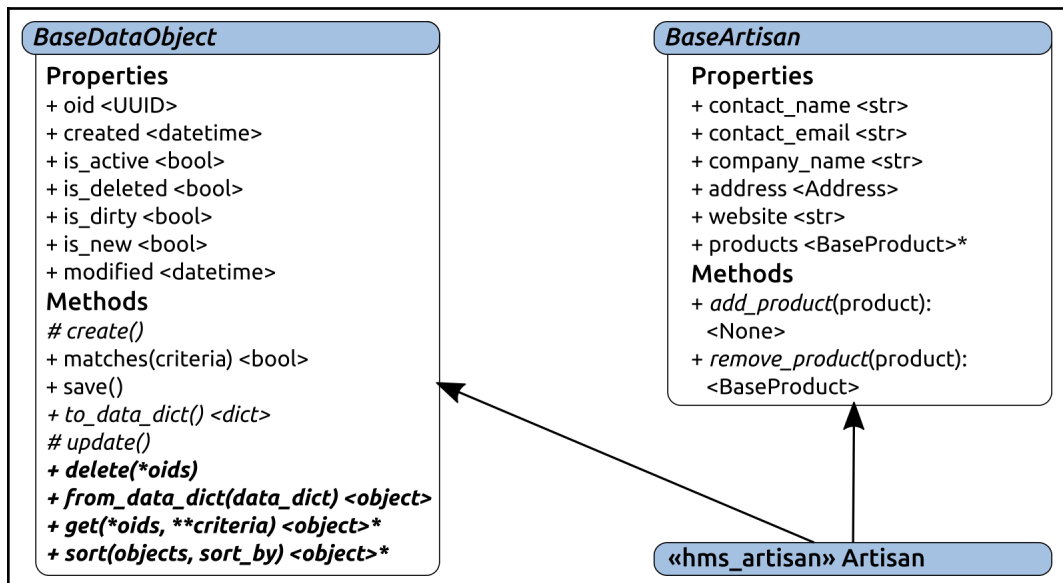 BaseDataObject
Properties
+ oid <UUID>
+ created <datetime>
+ is_active <bool>
+ is_deleted <bool>
+ is_dirty <bool>
+ is_new <bool>
+ modified <datetime>
Methods
# create()
+ matches(criteria) <bool>
+ save()
+ to_data_dict() <dict>
# update()
+ delete(*oids)
+ from_data_dict(data_dict) <object>
+ get(*oids, **criteria) <object>*
+ sort(objects, sort_by) <object>*
BaseArtisan
Properties
+ contact_name <str>
+ contact_email <str>
+ company_name <str>
+ address <Address>
+ website <str>
+ products <BaseProduct>*
Methods
+ add_product(product):
<None>
+ remove_product(product):
<BaseProduct>
«hms_artisan» Artisan